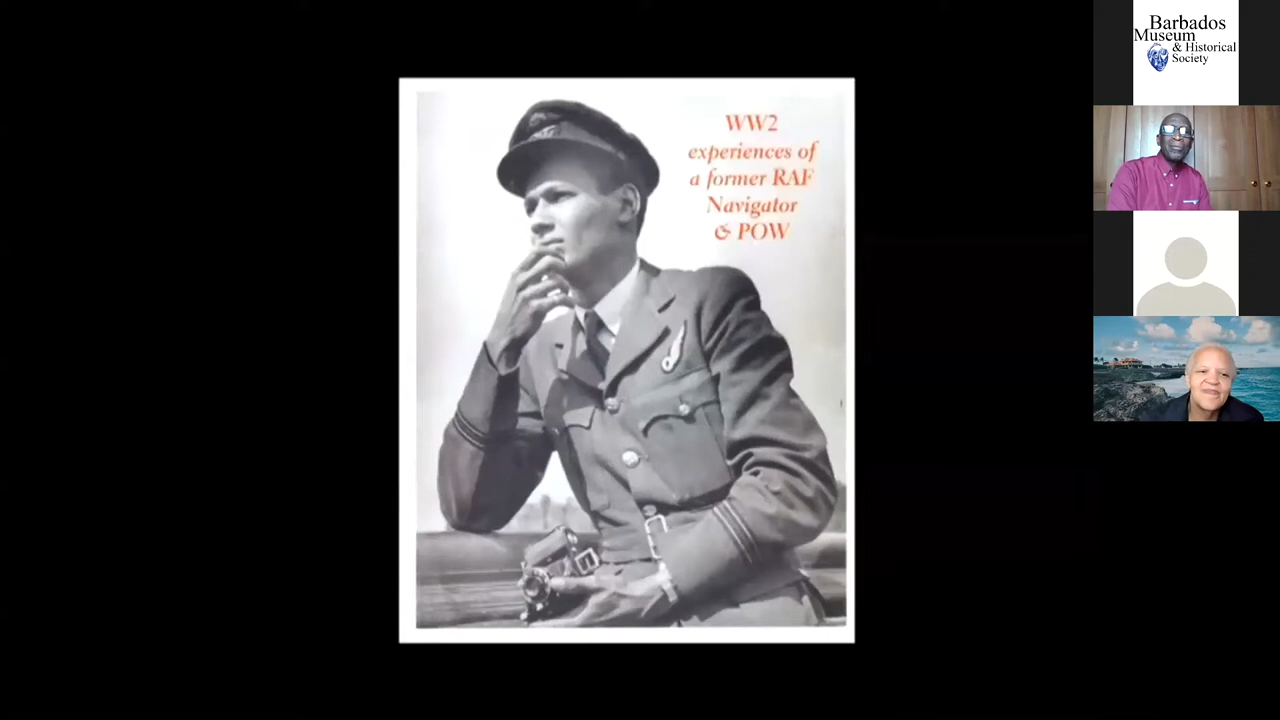 WW2
experiences of
a former RAF
Navigator
& POW
Barbados
Museum
& Historical
Society